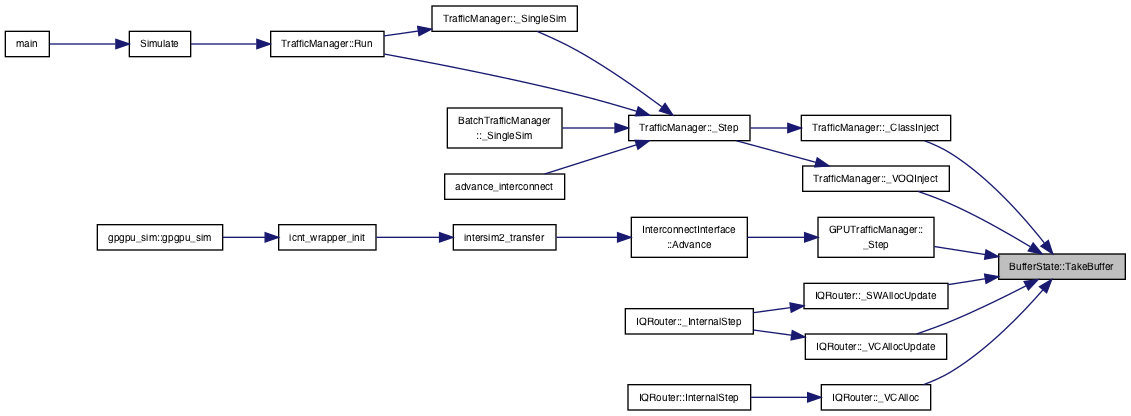 TrafficManager::_SingleSim
main
Simulate
TrafficManager::Run
BatchTrafficManager
::_SingleSim
TrafficManager::_Step
TrafficManager::_ClassInject
advance_interconnect
TrafficManager::_VOQInject
gpgpu_sim::gpgpu_sim
icnt_wrapper_init
intersim2_transfer
InterconnectInterface
::Advance
GPUTrafficManager::
_Step
BufferState::TakeBuffer
IQRouter::_SWAllocUpdate
IQRouter::_InternalStep
IQRouter::_VCAllocUpdate
IQRouter::InternalStep
IQRouter::_VCAlloc